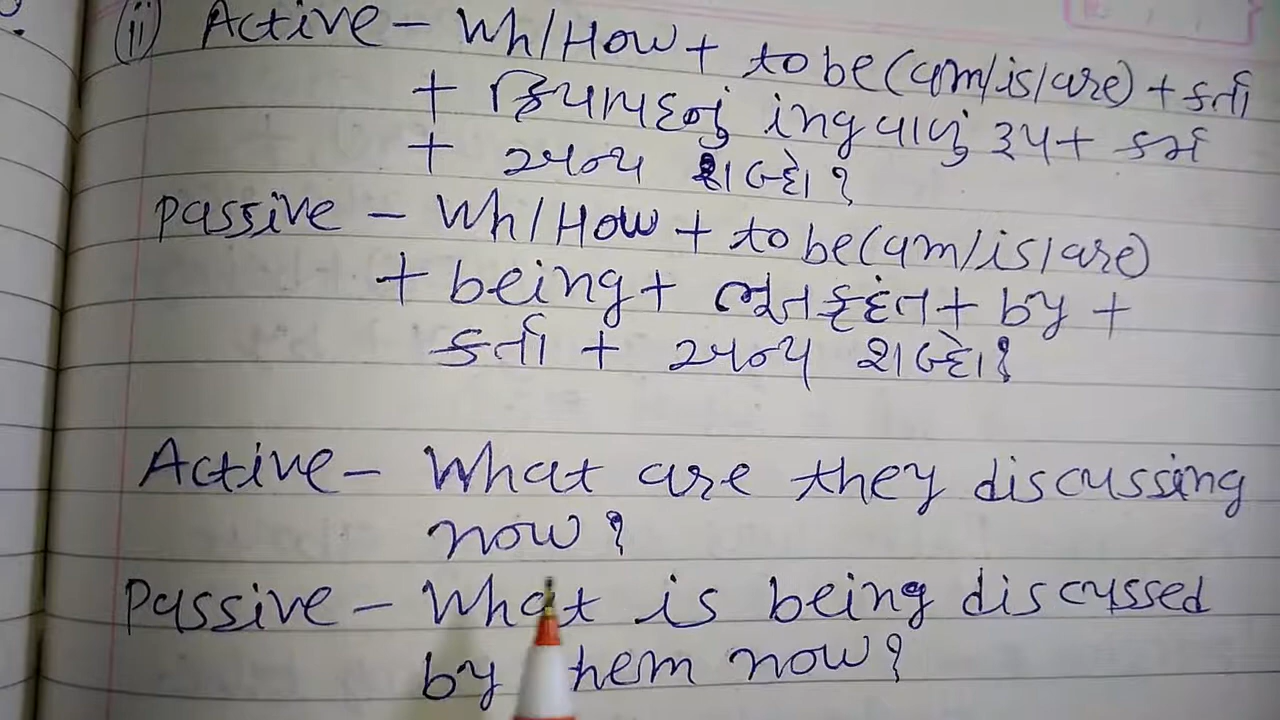 (ii) Active - Wh/How + to be (am/is/are) + કર્તા
+ ક્રિયાપદનું ing વાળું રૂપ + કર્મ
+ અન્ય શબ્દો?
Passive - Wh/How + to be (am/is/are)
+ being + ભૂતકૃદંત + by +
કર્તા + અન્ય શબ્દો?
Active - What are they discussing
now?
Passive - What is being discussed
by them now?